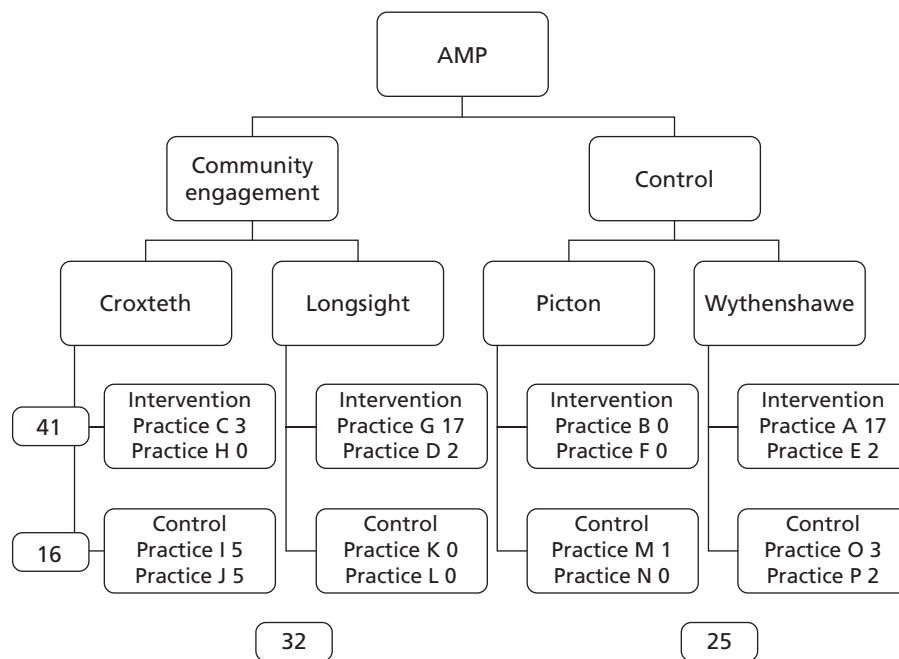 AMP
Community
engagement
Control
Croxteth
Longsight
Picton
Wythenshawe
41
Intervention
Practice C 3
Practice H 0
Intervention
Practice G 17
Practice D 2
Intervention
Practice B 0
Practice F 0
Intervention
Practice A 17
Practice E 2
16
Control
Practice I 5
Practice J 5
Control
Practice K 0
Practice L 0
Control
Practice M 1
Practice N 0
Control
Practice O 3
Practice P 2
32
25